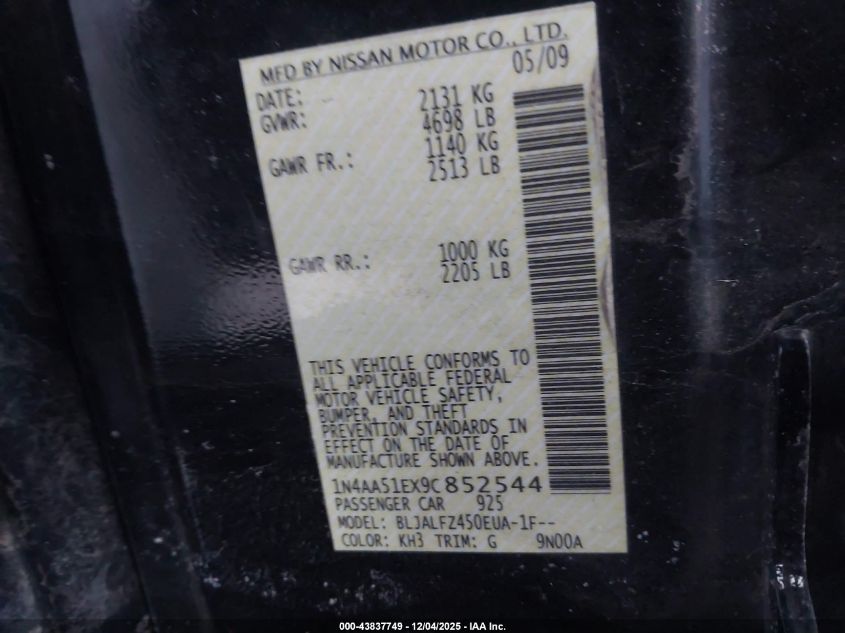 MFD BY NISSAN MOTOR CO., LTD.
DATE: 05/09
GVWR: 2131 KG
4698 LB
GAWR FR.: 1140 KG
2513 LB
GAWR RR.: 1000 KG
2205 LB
THIS VEHICLE CONFORMS TO
ALL APPLICABLE FEDERAL
MOTOR VEHICLE SAFETY,
BUMPER, AND THEFT
PREVENTION STANDARDS IN
EFFECT ON THE DATE OF
MANUFACTURE SHOWN ABOVE.
1N4AA51EX9C852544
PASSENGER CAR 925
MODEL: BLJALFZ450EUA-1F--
COLOR: KH3 TRIM: G 9N00A
000-43837749 - 12/04/2025 - IAA Inc.